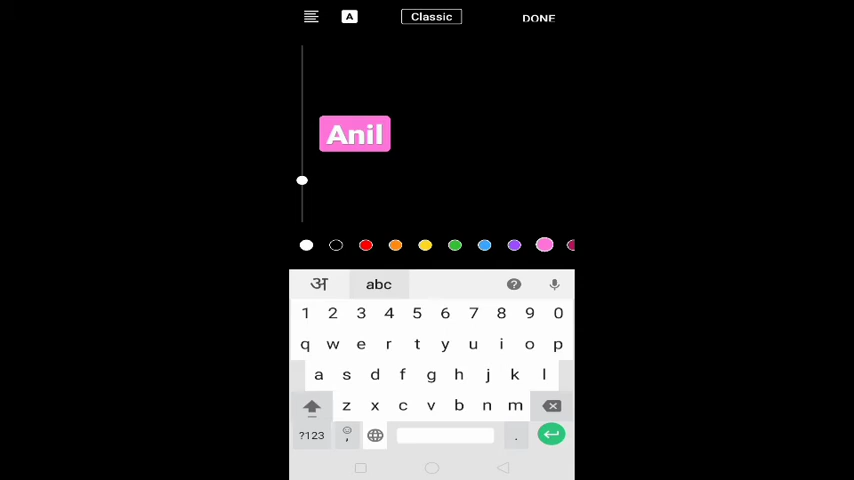 A Classic DONE
Anil
अ abc ?
1 2 3 4 5 6 7 8 9 0
q w e r t y u i o p
a s d f g h j k l
z x c v b n m
?123 , .